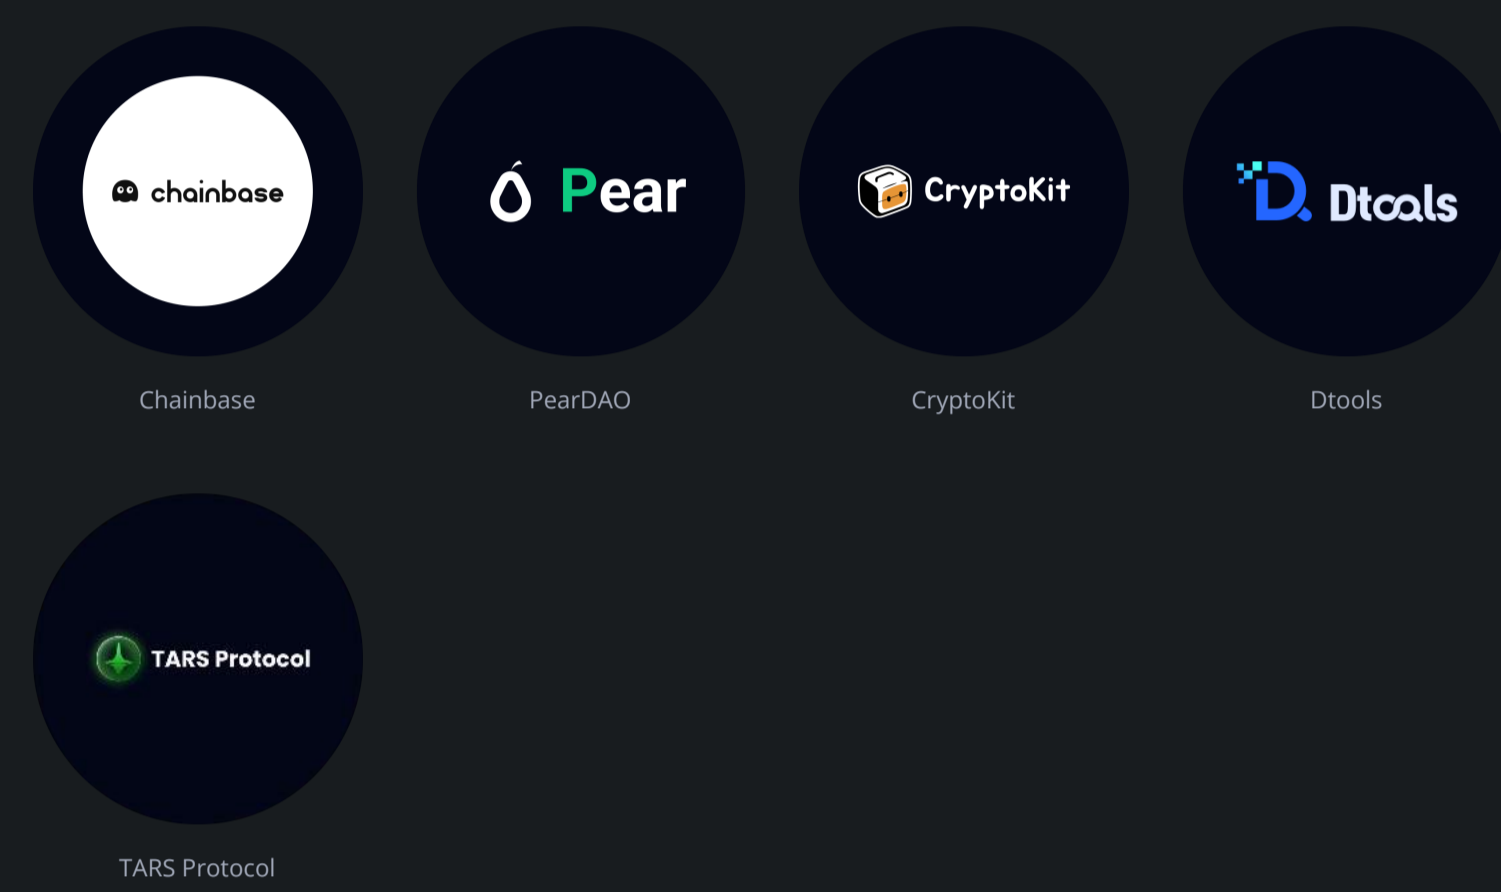 chainbase
Pear
CryptoKit
Dtools
Chainbase
PearDAO
CryptoKit
Dtools
TARS Protocol
TARS Protocol